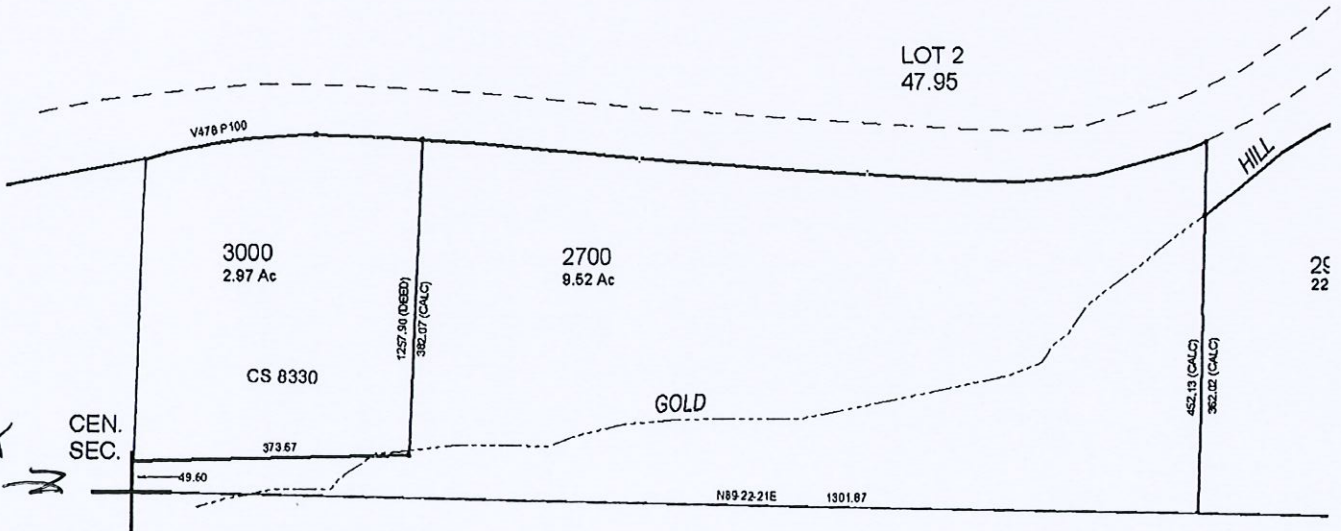 LOT 2
47.95
V478 P100
HILL
3000
2.97 Ac
2700
9.52 Ac
1257.90 (DEED)
382.07 (CALC)
CS 8330
GOLD
452.13 (CALC)
362.02 (CALC)
CEN.
SEC.
373.67
49.60
N89-22-21E
1301.87
22